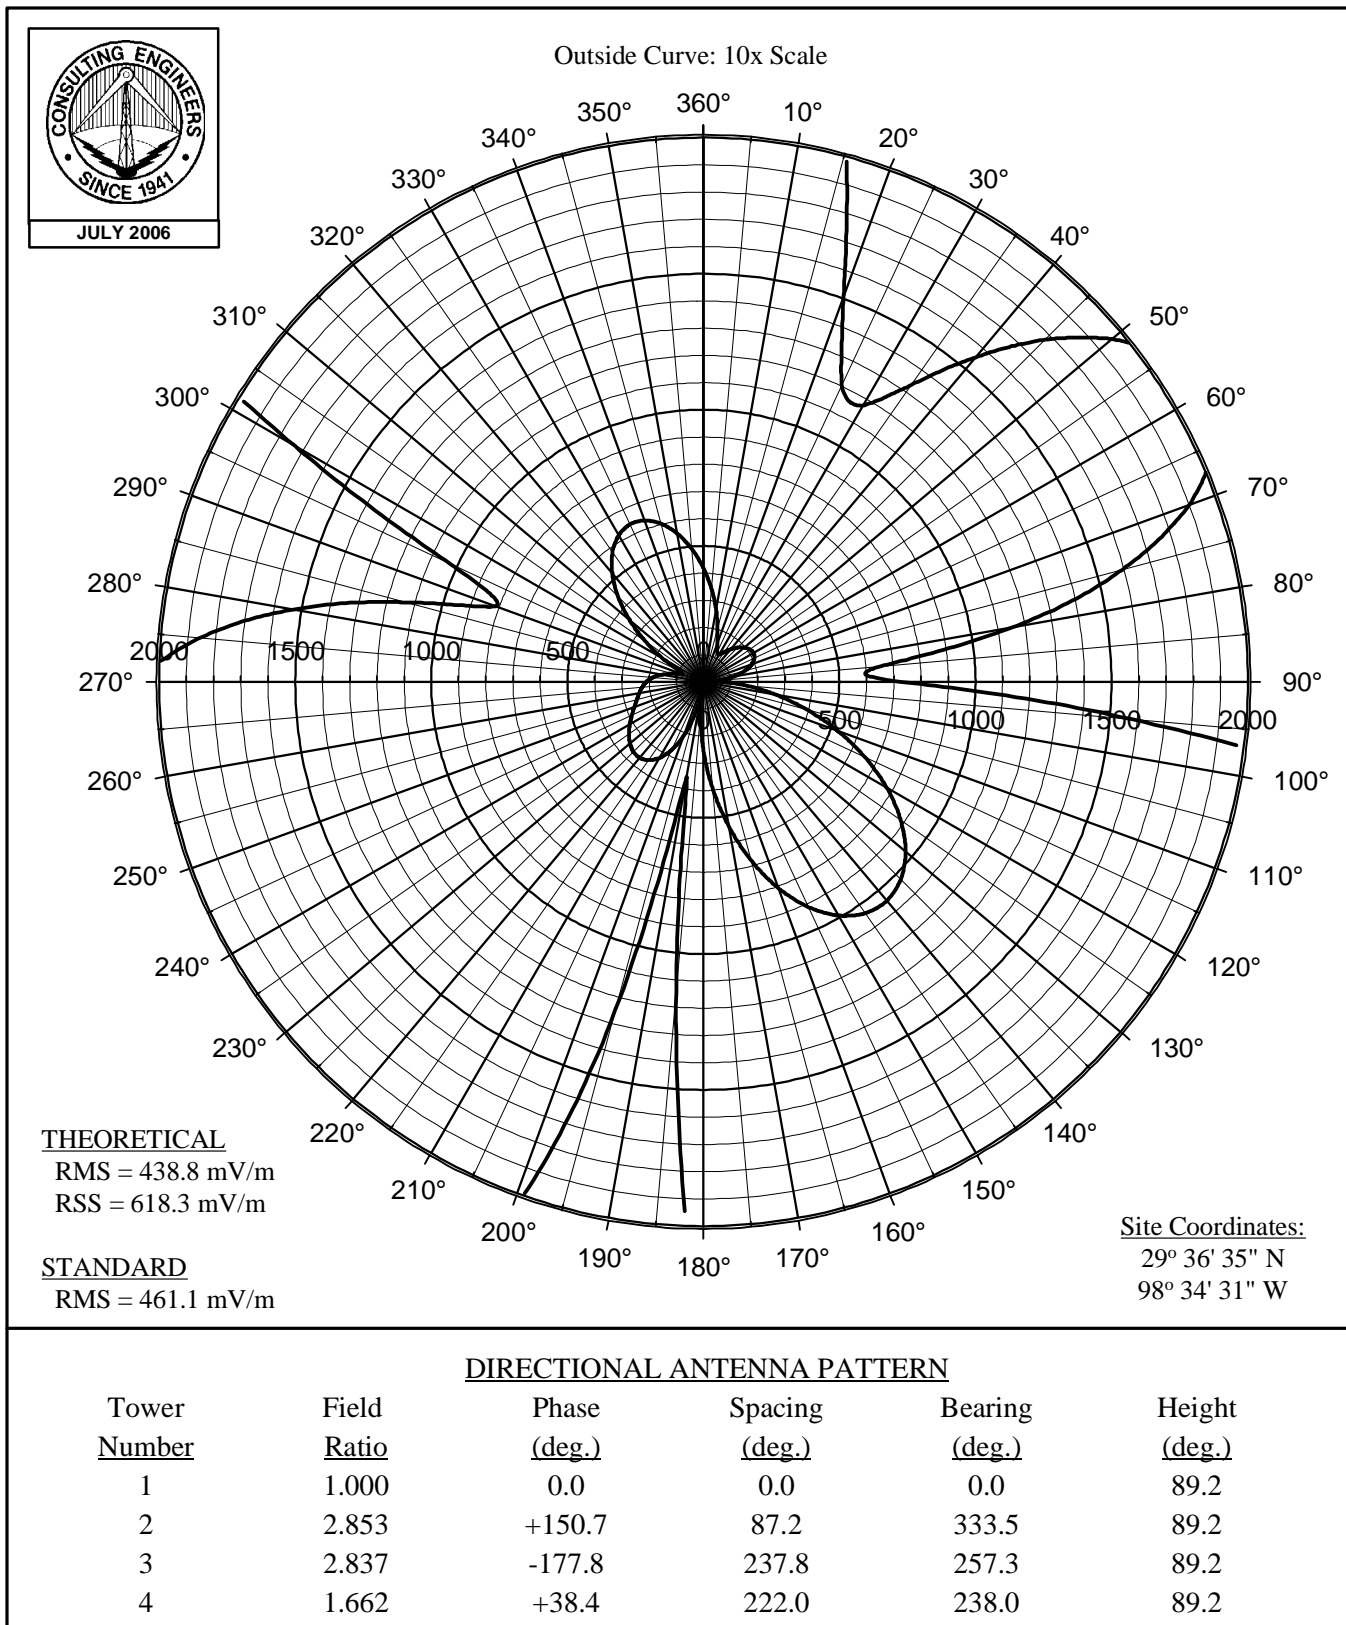 CONSULTING ENGINEERS
• SINCE 1941 •
JULY 2006
Outside Curve: 10x Scale
360°
10°
20°
30°
40°
50°
60°
70°
80°
90°
100°
110°
120°
130°
140°
150°
160°
170°
180°
190°
200°
210°
220°
230°
240°
250°
260°
270°
280°
290°
300°
310°
320°
330°
340°
350°
2000 1500 1000 500 0
0 500 1000 1500 2000
THEORETICAL
RMS = 438.8 mV/m
RSS = 618.3 mV/m
STANDARD
RMS = 461.1 mV/m
Site Coordinates:
29° 36' 35" N
98° 34' 31" W
DIRECTIONAL ANTENNA PATTERN
Tower Field Phase Spacing Bearing Height
Number Ratio (deg.) (deg.) (deg.) (deg.)
1 1.000 0.0 0.0 0.0 89.2
2 2.853 +150.7 87.2 333.5 89.2
3 2.837 -177.8 237.8 257.3 89.2
4 1.662 +38.4 222.0 238.0 89.2